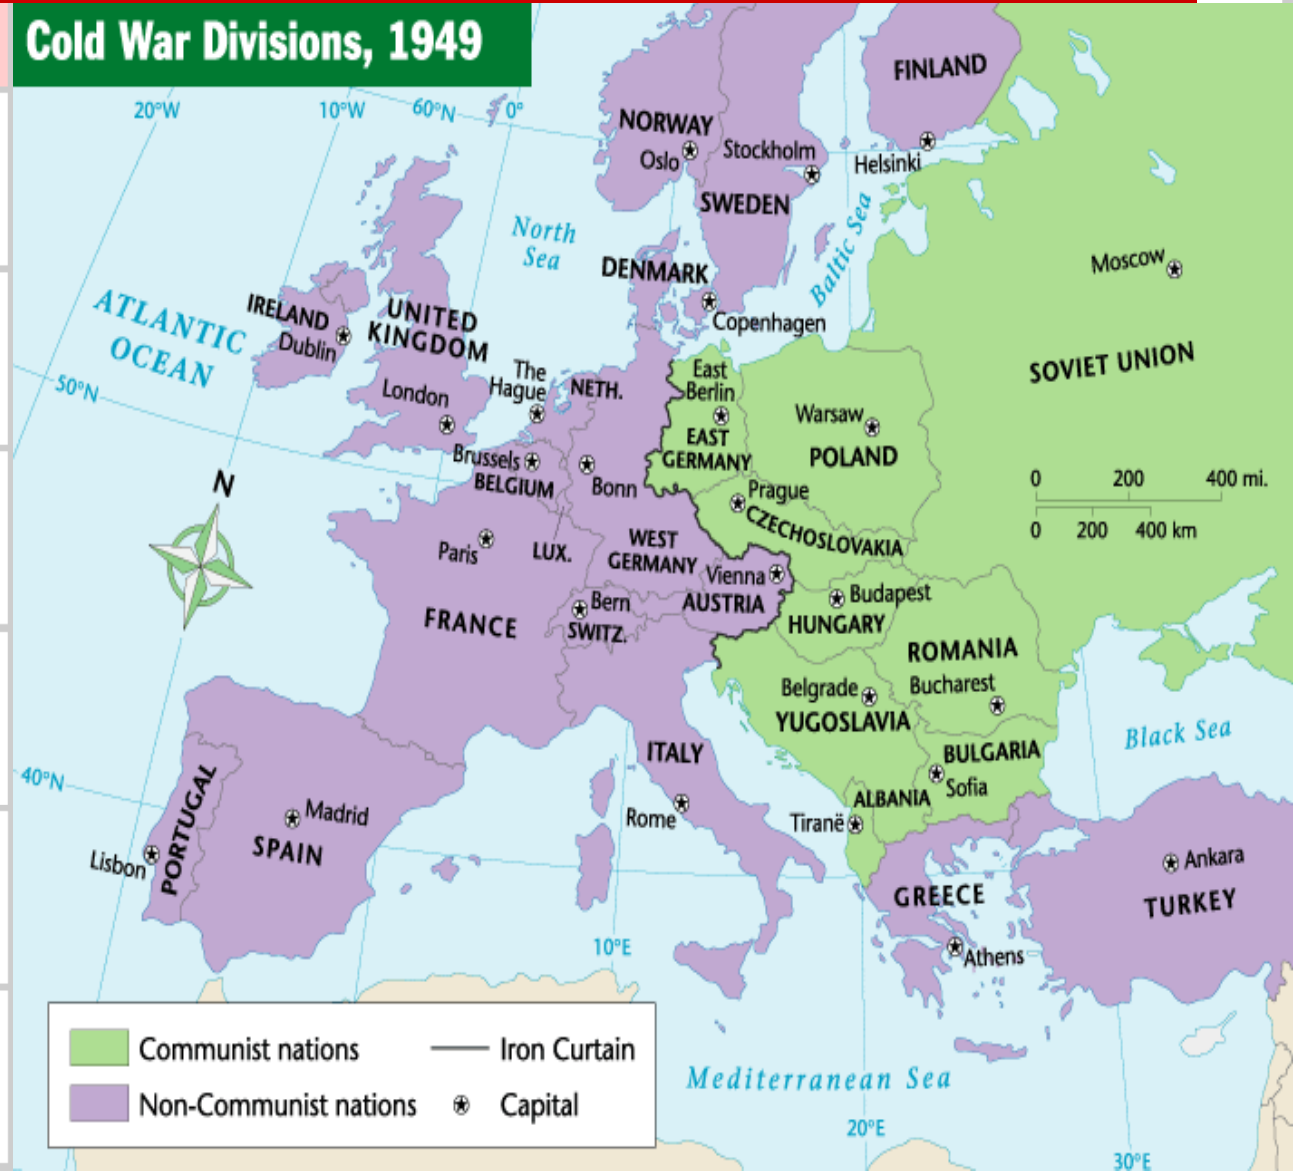 Cold War Divisions, 1949
20°W
10°W
60°N
0°
FINLAND
NORWAY
Oslo
Stockholm
Helsinki
SWEDEN
North
Sea
Baltic Sea
Moscow
DENMARK
Copenhagen
ATLANTIC
OCEAN
IRELAND
Dublin
UNITED
KINGDOM
London
The
Hague
NETH.
East
Berlin
EAST
GERMANY
Warsaw
POLAND
SOVIET UNION
50°N
Brussels
BELGIUM
Bonn
Prague
CZECHOSLOVAKIA
0 200 400 mi.
0 200 400 km
N
Paris
LUX.
WEST
GERMANY
Vienna
AUSTRIA
Bern
SWITZ.
FRANCE
Budapest
HUNGARY
ROMANIA
Bucharest
Belgrade
YUGOSLAVIA
Black Sea
BULGARIA
Sofia
ITALY
Rome
ALBANIA
Tiranë
40°N
PORTUGAL
Lisbon
Madrid
SPAIN
GREECE
Athens
Ankara
TURKEY
10°E
Communist nations
Iron Curtain
Non-Communist nations
Capital
Mediterranean Sea
20°E
30°E